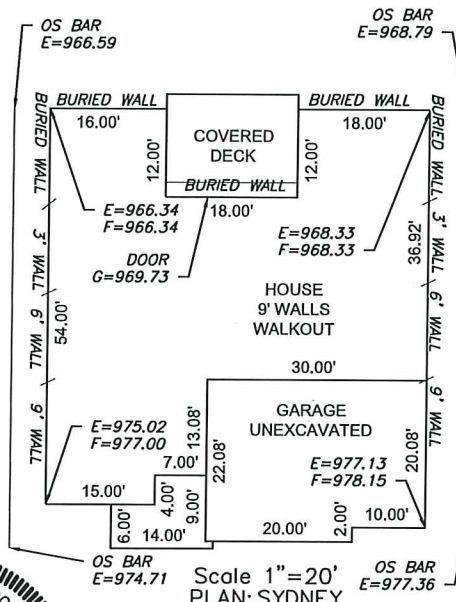 OS BAR
E=966.59
OS BAR
E=968.79
BURIED WALL
BURIED WALL
16.00'
18.00'
COVERED
DECK
BURIED WALL
BURIED WALL
12.00'
12.00'
BURIED WALL
18.00'
E=966.34
F=966.34
E=968.33
F=968.33
36.92'
3' WALL
3' WALL
DOOR
G=969.73
HOUSE
9' WALLS
WALKOUT
6' WALL
6' WALL
54.00'
30.00'
GARAGE
UNEXCAVATED
9' WALL
9' WALL
E=975.02
F=977.00
13.08'
22.08'
20.08'
E=977.13
F=978.15
7.00'
15.00'
4.00'
9.00'
6.00'
14.00'
20.00'
2.00'
10.00'
OS BAR
E=974.71
Scale 1"=20'
PLAN: SYDNEY
OS BAR
E=977.36